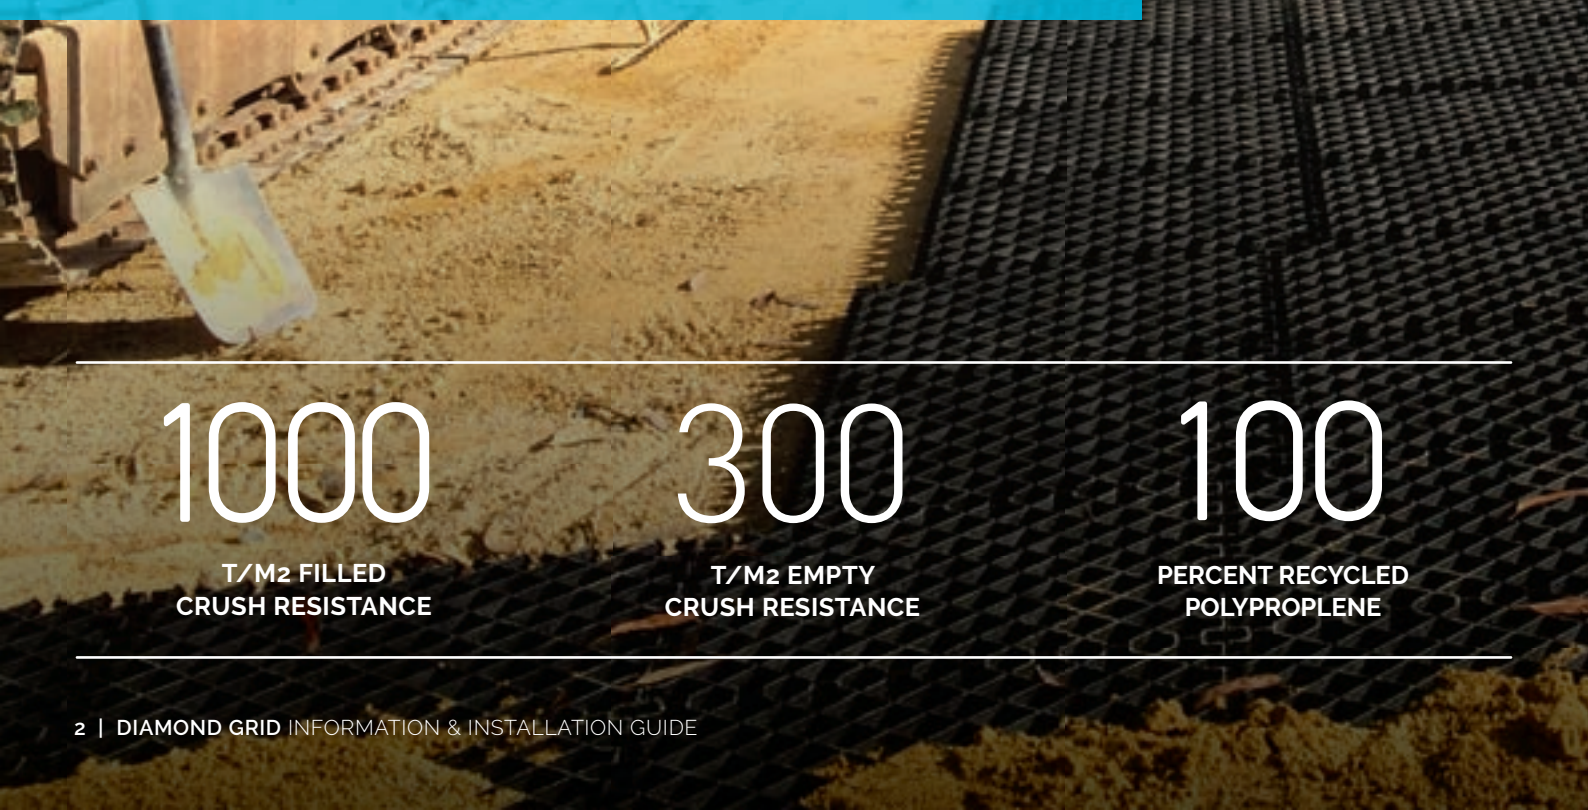 1000
T/M2 FILLED
CRUSH RESISTANCE
300
T/M2 EMPTY
CRUSH RESISTANCE
100
PERCENT RECYCLED
POLYPROPLENE
2 | DIAMOND GRID INFORMATION & INSTALLATION GUIDE